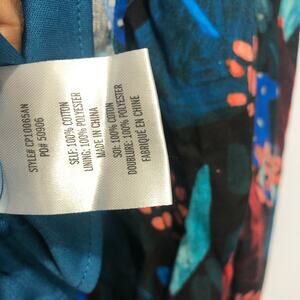 STYLE# CP10065AN
PO# 50906
SELF: 100% COTTON
LINING: 100% POLYESTER
MADE IN CHINA
SOI: 100% COTTON
DOUBLURE: 100% POLYESTER
FABRIQUÉ EN CHINE